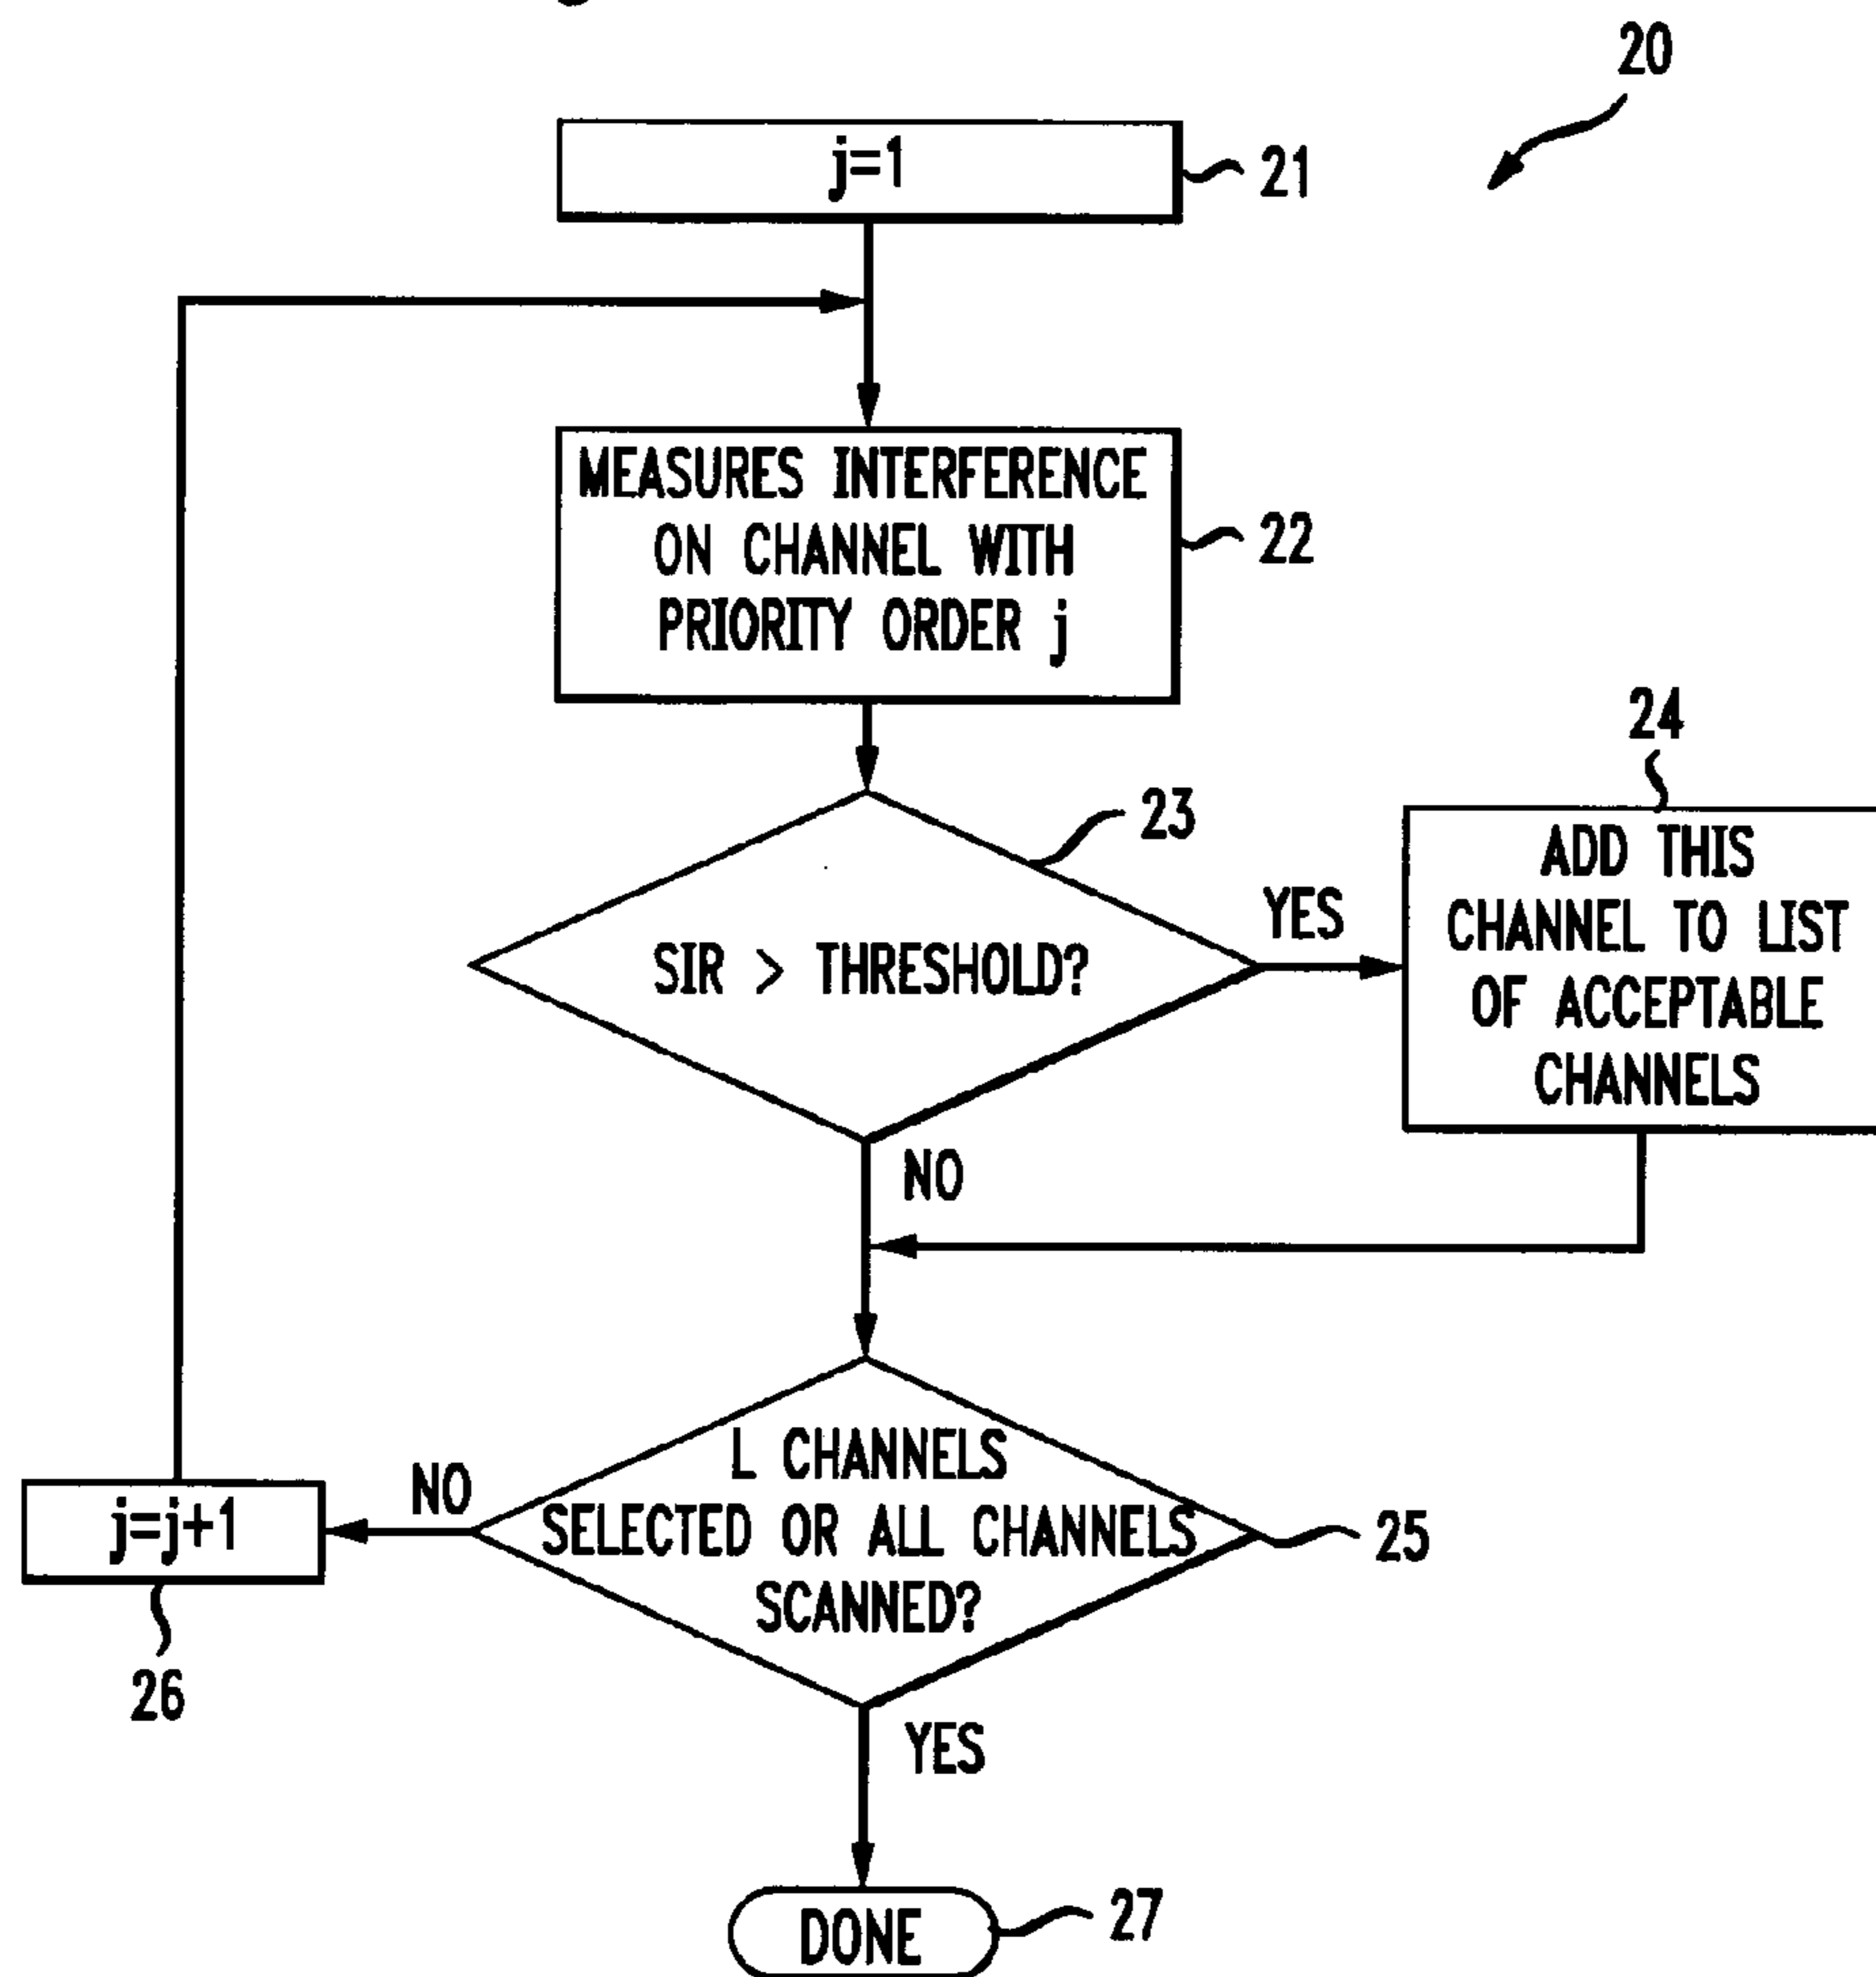 20
j=1
21
MEASURES INTERFERENCE
ON CHANNEL WITH
PRIORITY ORDER j
22
23
SIR > THRESHOLD?
YES
24
ADD THIS
CHANNEL TO LIST
OF ACCEPTABLE
CHANNELS
NO
L CHANNELS
SELECTED OR ALL CHANNELS
SCANNED?
25
NO
j=j+1
26
YES
DONE
27